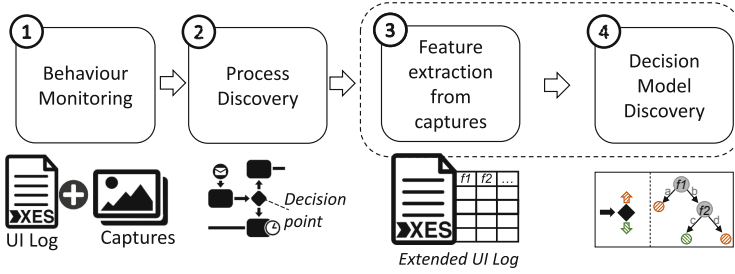 1
2
3
4
Behaviour
Monitoring
Process
Discovery
Feature
extraction
from
captures
Decision
Model
Discovery
XES
UI Log
Captures
Decision
point
f1 f2 ...
XES
Extended UI Log
f1
a b
f2
c d